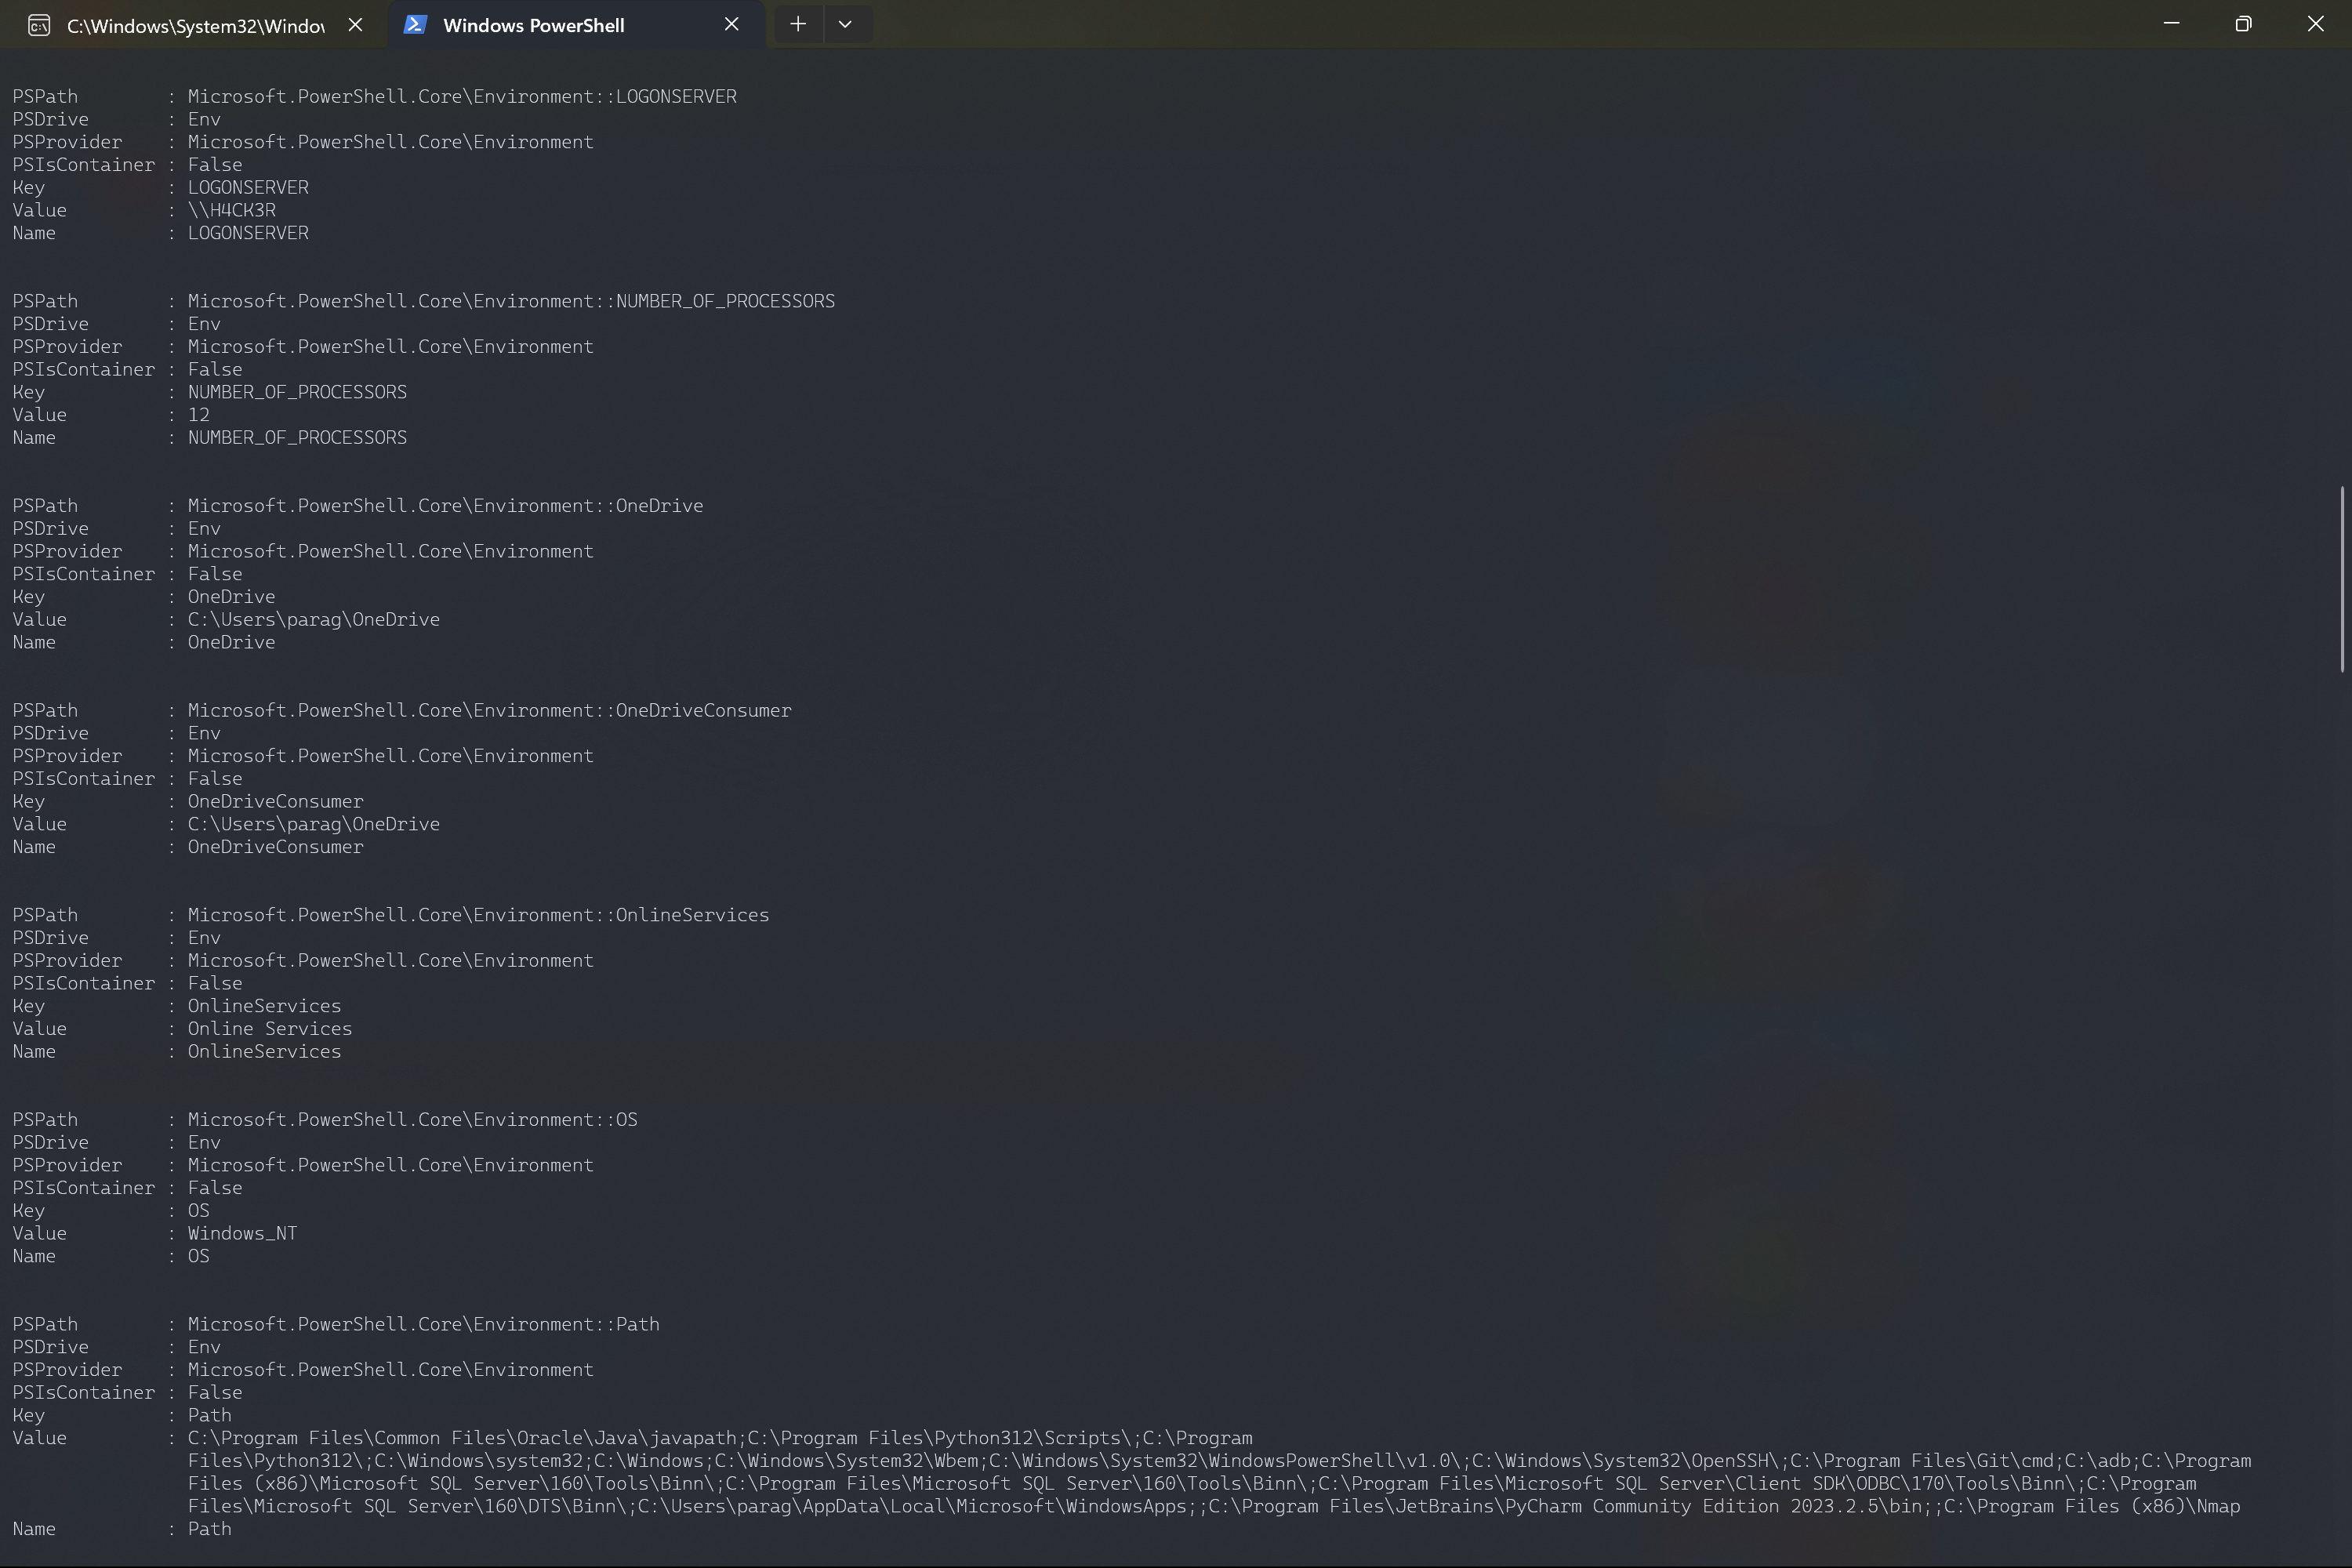 C:\Windows\System32\Windo
Windows PowerShell
PSPath        : Microsoft.PowerShell.Core\Environment::LOGONSERVER
PSDrive       : Env
PSProvider    : Microsoft.PowerShell.Core\Environment
PSIsContainer : False
Key           : LOGONSERVER
Value         : \\H4CK3R
Name          : LOGONSERVER
PSPath        : Microsoft.PowerShell.Core\Environment::NUMBER_OF_PROCESSORS
PSDrive       : Env
PSProvider    : Microsoft.PowerShell.Core\Environment
PSIsContainer : False
Key           : NUMBER_OF_PROCESSORS
Value         : 12
Name          : NUMBER_OF_PROCESSORS
PSPath        : Microsoft.PowerShell.Core\Environment::OneDrive
PSDrive       : Env
PSProvider    : Microsoft.PowerShell.Core\Environment
PSIsContainer : False
Key           : OneDrive
Value         : C:\Users\parag\OneDrive
Name          : OneDrive
PSPath        : Microsoft.PowerShell.Core\Environment::OneDriveConsumer
PSDrive       : Env
PSProvider    : Microsoft.PowerShell.Core\Environment
PSIsContainer : False
Key           : OneDriveConsumer
Value         : C:\Users\parag\OneDrive
Name          : OneDriveConsumer
PSPath        : Microsoft.PowerShell.Core\Environment::OnlineServices
PSDrive       : Env
PSProvider    : Microsoft.PowerShell.Core\Environment
PSIsContainer : False
Key           : OnlineServices
Value         : Online Services
Name          : OnlineServices
PSPath        : Microsoft.PowerShell.Core\Environment::OS
PSDrive       : Env
PSProvider    : Microsoft.PowerShell.Core\Environment
PSIsContainer : False
Key           : OS
Value         : Windows_NT
Name          : OS
PSPath        : Microsoft.PowerShell.Core\Environment::Path
PSDrive       : Env
PSProvider    : Microsoft.PowerShell.Core\Environment
PSIsContainer : False
Key           : Path
Value         : C:\Program Files\Common Files\Oracle\Java\javapath;C:\Program Files\Python312\Scripts\;C:\Program
Files\Python312\;C:\Windows\system32;C:\Windows;C:\Windows\System32\Wbem;C:\Windows\System32\WindowsPowerShell\v1.0\;C:\Windows\System32\OpenSSH\;C:\Program Files\Git\cmd;C:\adb;C:\Program
Files (x86)\Microsoft SQL Server\160\Tools\Binn\;C:\Program Files\Microsoft SQL Server\160\Tools\Binn\;C:\Program Files\Microsoft SQL Server\Client SDK\ODBC\170\Tools\Binn\;C:\Program
Files\Microsoft SQL Server\160\DTS\Binn\;C:\Users\parag\AppData\Local\Microsoft\WindowsApps;;C:\Program Files\JetBrains\PyCharm Community Edition 2023.2.5\bin;;C:\Program Files (x86)\Nmap
Name          : Path